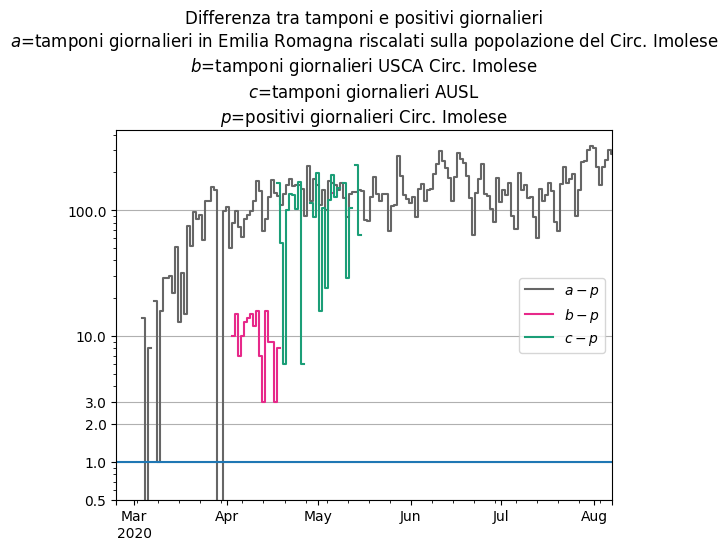 Differenza tra tamponi e positivi giornalieri
a=tamponi giornalieri in Emilia Romagna riscalati sulla popolazione del Circ. Imolese
b=tamponi giornalieri USCA Circ. Imolese
c=tamponi giornalieri AUSL
p=positivi giornalieri Circ. Imolese
100.0
10.0
3.0
2.0
1.0
0.5
a − p
b − p
c − p
Mar Apr May Jun Jul Aug
2020